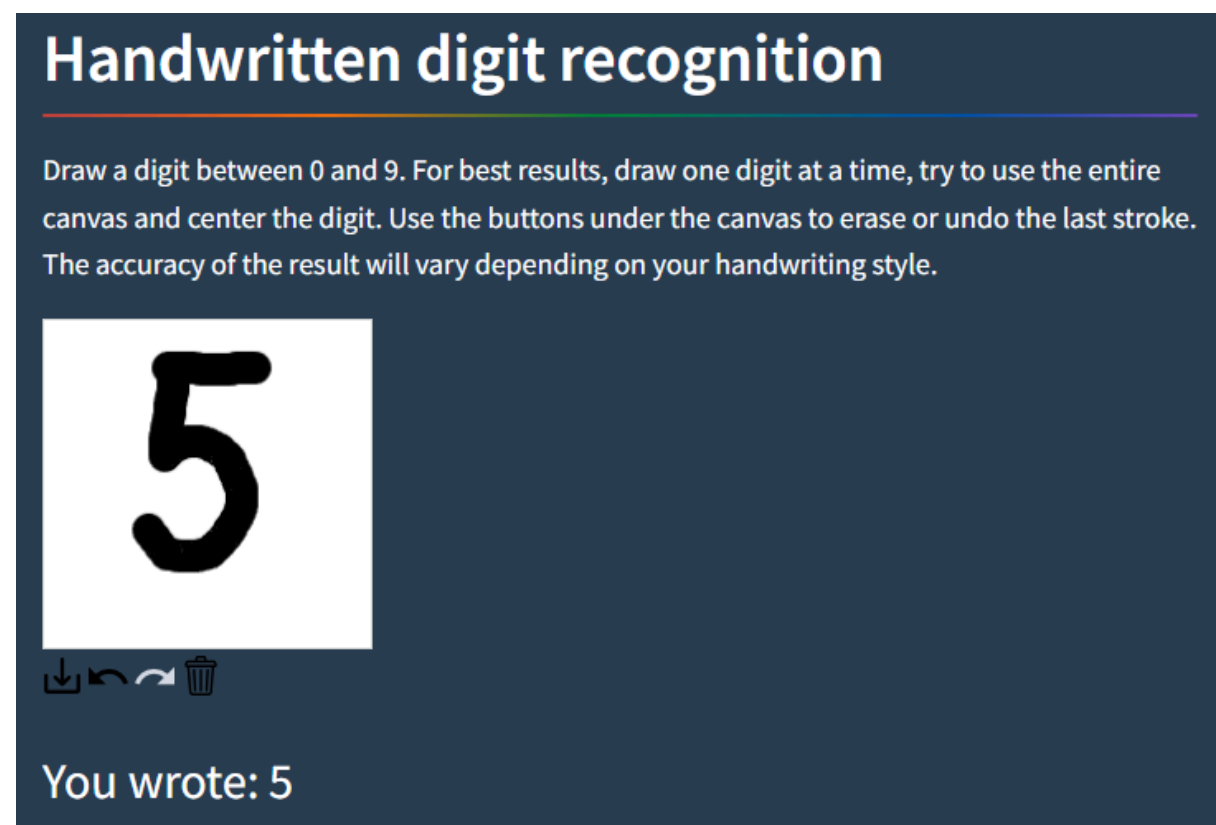 Handwritten digit recognition
Draw a digit between 0 and 9. For best results, draw one digit at a time, try to use the entire
canvas and center the digit. Use the buttons under the canvas to erase or undo the last stroke.
The accuracy of the result will vary depending on your handwriting style.
5
You wrote: 5